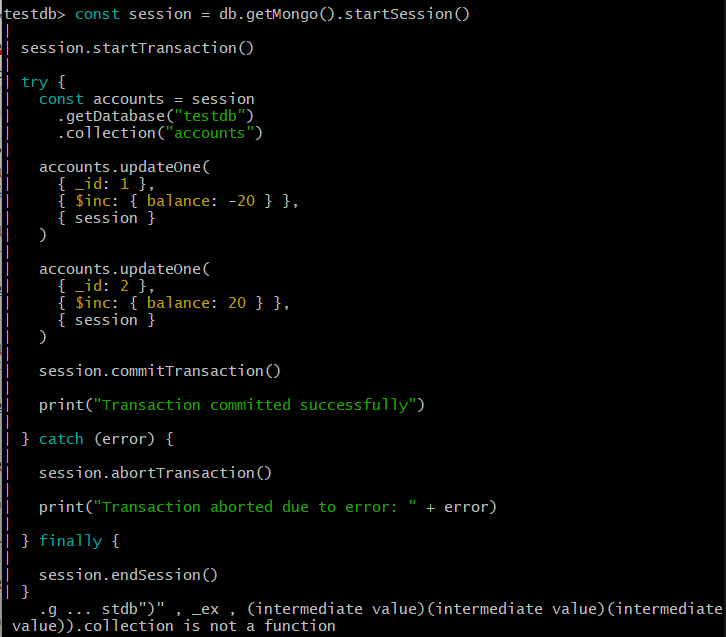 testdb> const session = db.getMongo().startSession()
|
| session.startTransaction()
|
| try {
|   const accounts = session
|     .getDatabase("testdb")
|     .collection("accounts")
|
|   accounts.updateOne(
|     { _id: 1 },
|     { $inc: { balance: -20 } },
|     { session }
|   )
|
|   accounts.updateOne(
|     { _id: 2 },
|     { $inc: { balance: 20 } },
|     { session }
|   )
|
|   session.commitTransaction()
|
|   print("Transaction committed successfully")
|
| } catch (error) {
|
|   session.abortTransaction()
|
|   print("Transaction aborted due to error: " + error)
|
| } finally {
|
|   session.endSession()
| }
    .g ... stdb")" , _ex , (intermediate value)(intermediate value)(intermediate
 value)).collection is not a function